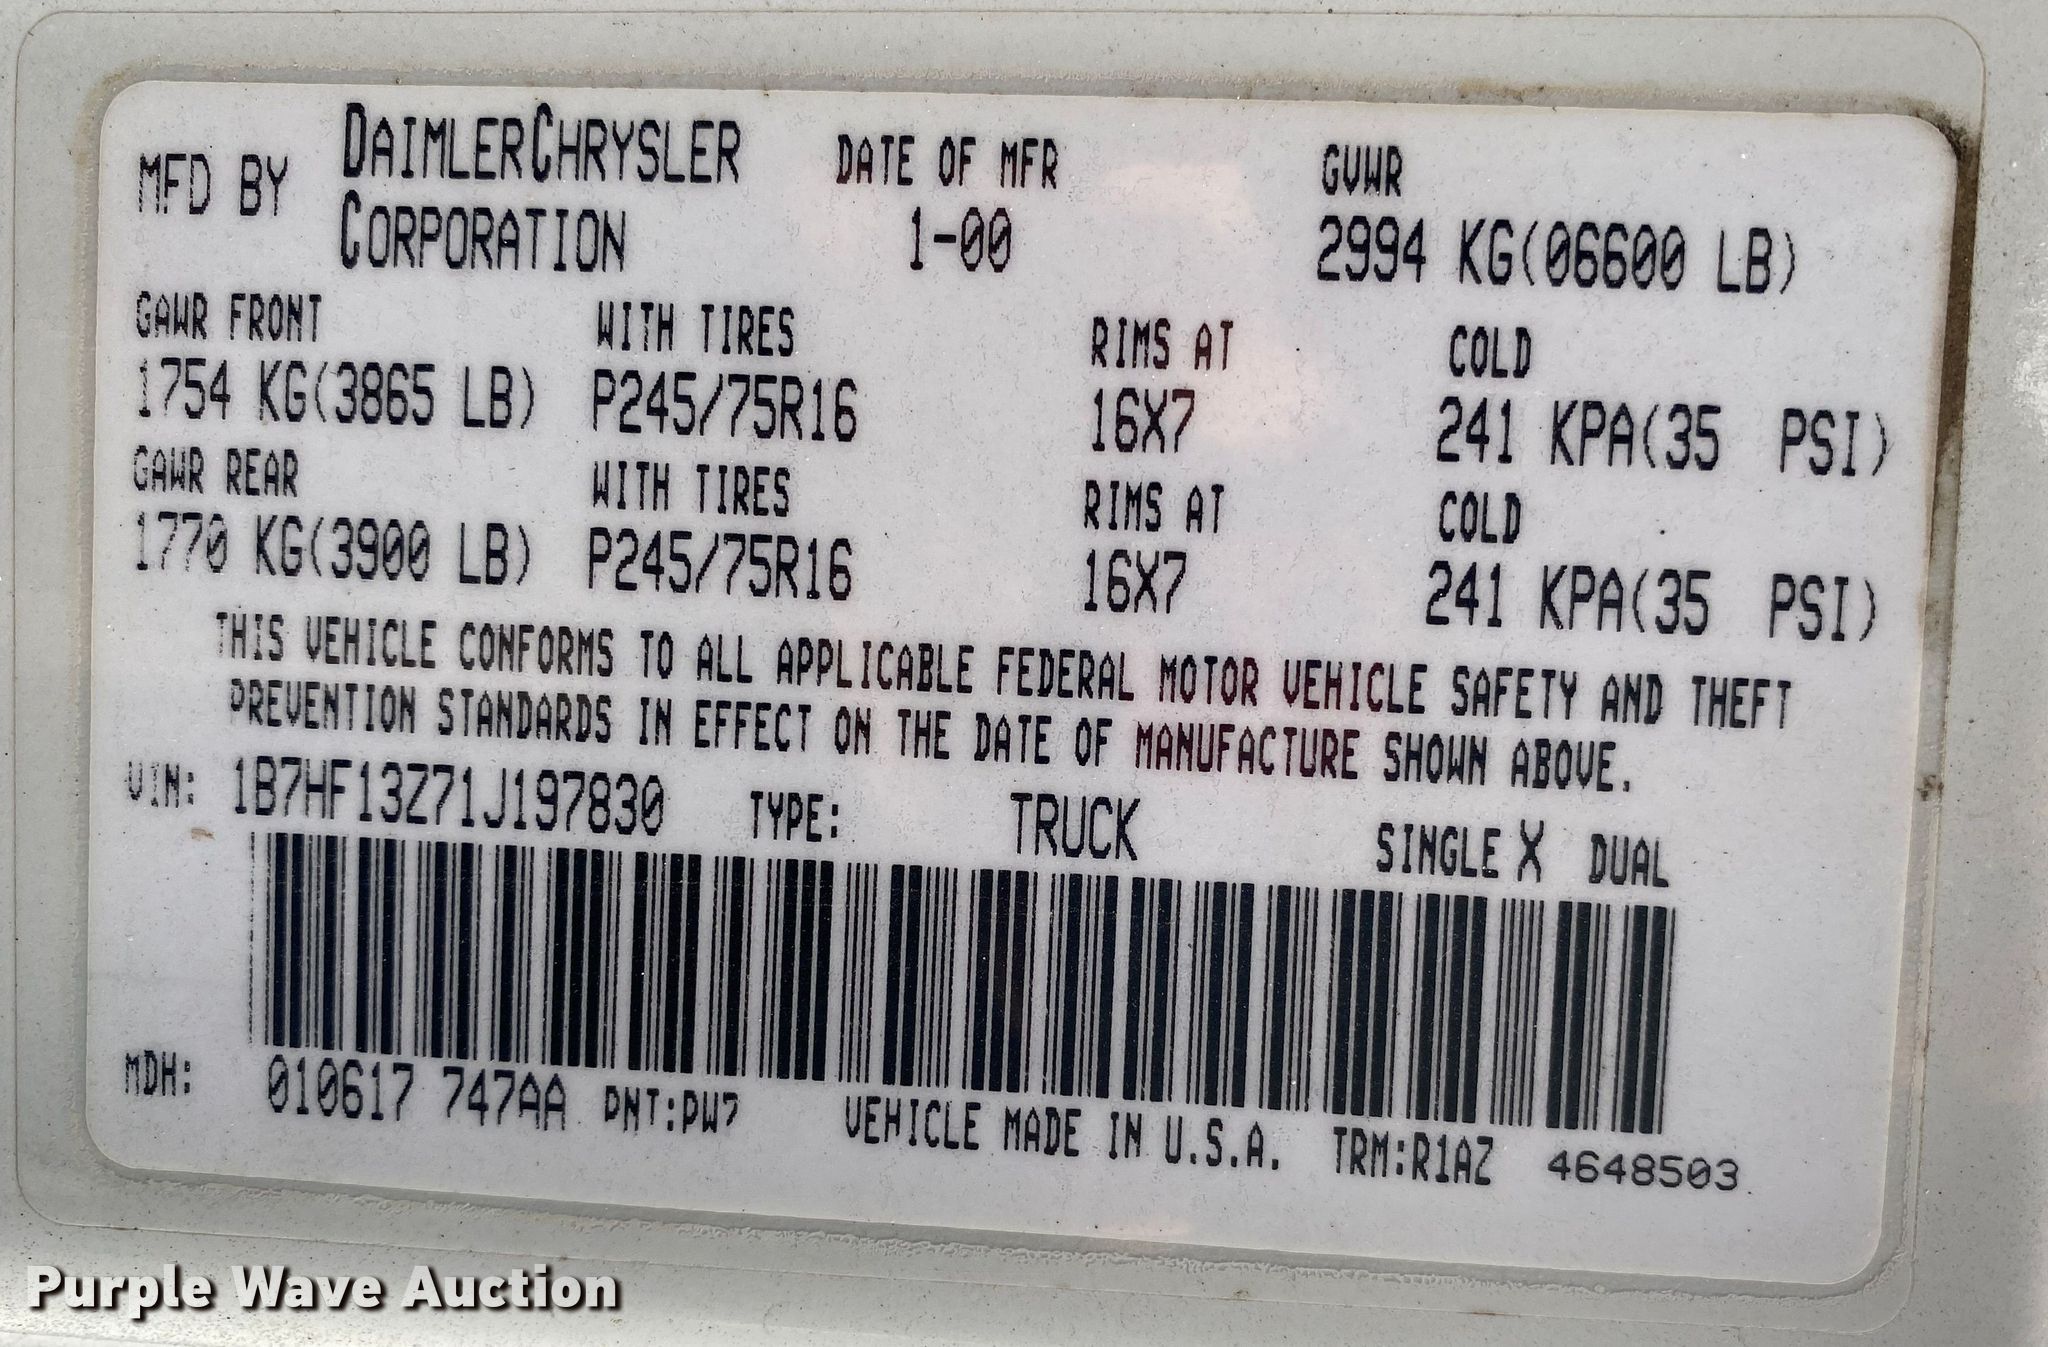 MFD BY DAIMLERCHRYSLER CORPORATION
DATE OF MFR
1-00
GVWR
2994 KG(06600 LB)
GAWR FRONT WITH TIRES RIMS AT COLD
1754 KG(3865 LB) P245/75R16 16X7 241 KPA(35 PSI)
GAWR REAR WITH TIRES RIMS AT COLD
1770 KG(3900 LB) P245/75R16 16X7 241 KPA(35 PSI)
THIS VEHICLE CONFORMS TO ALL APPLICABLE FEDERAL MOTOR VEHICLE SAFETY AND THEFT
PREVENTION STANDARDS IN EFFECT ON THE DATE OF MANUFACTURE SHOWN ABOVE.
VIN: 1B7HF13Z71J197830 TYPE: TRUCK SINGLE X DUAL
MDH: 010617 747AA PNT:PW7 VEHICLE MADE IN U.S.A. TRM:R1AZ 4648503
Purple Wave Auction